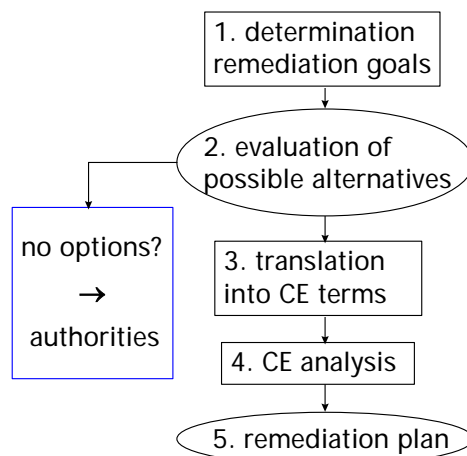 1. determination
remediation goals
2. evaluation of
possible alternatives
no options?
→
authorities
3. translation
into CE terms
4. CE analysis
5. remediation plan